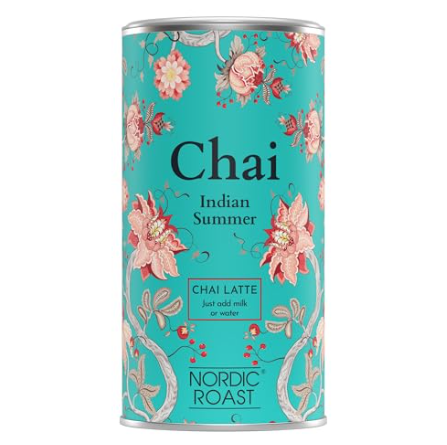 Chai
Indian
Summer
CHAI LATTE
Just add milk
or water
NORDIC®
ROAST